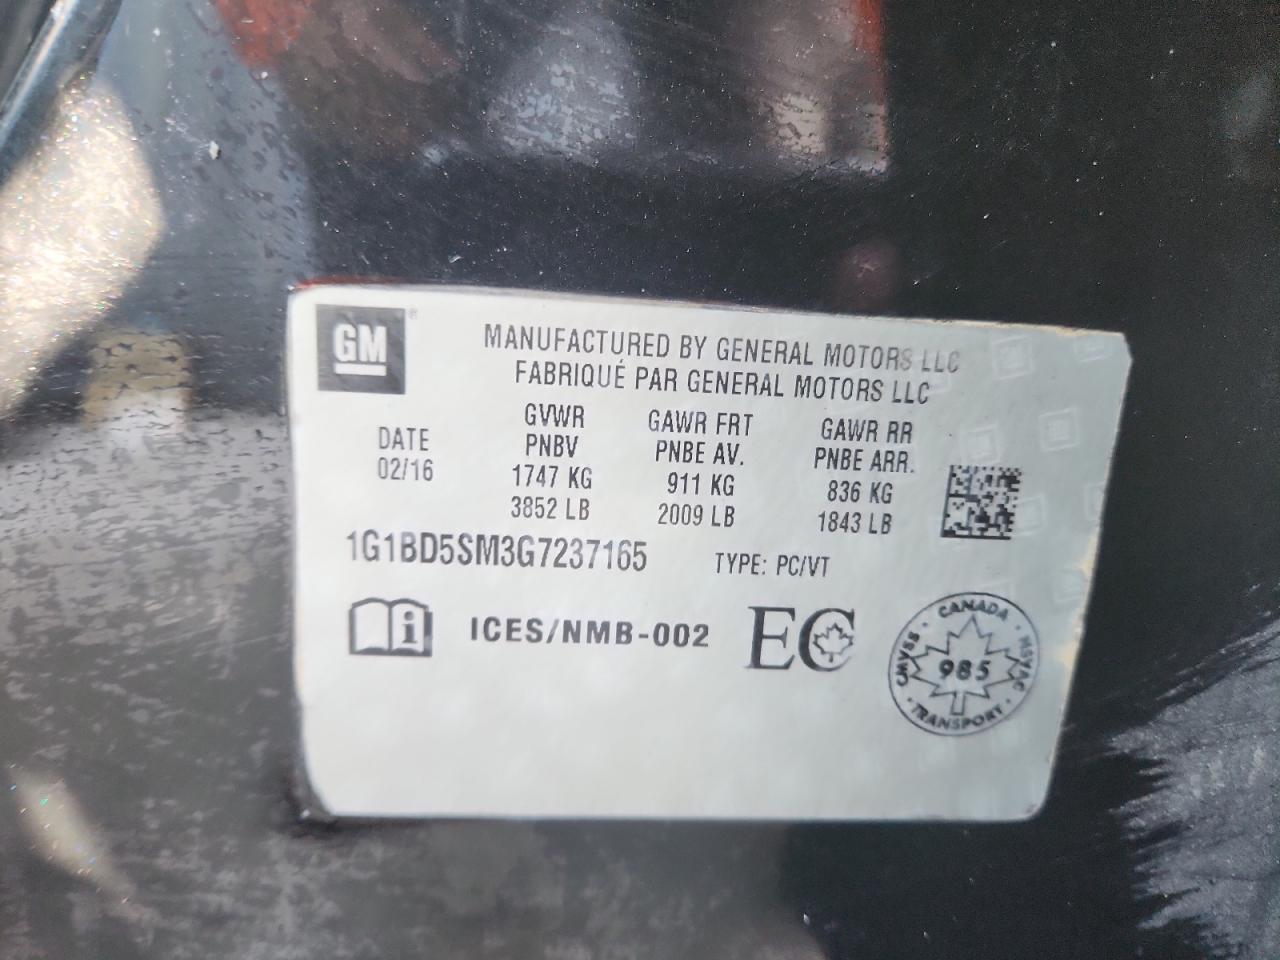 GM
MANUFACTURED BY GENERAL MOTORS LLC
FABRIQUÉ PAR GENERAL MOTORS LLC
DATE
02/16
GVWR
PNBV
1747 KG
3852 LB
GAWR FRT
PNBE AV.
911 KG
2009 LB
GAWR RR
PNBE ARR.
836 KG
1843 LB
1G1BD5SM3G7237165
TYPE: PC/VT
i
ICES/NMB-002
EC
CANADA
CMVSS
NSVAC
985
TRANSPORT